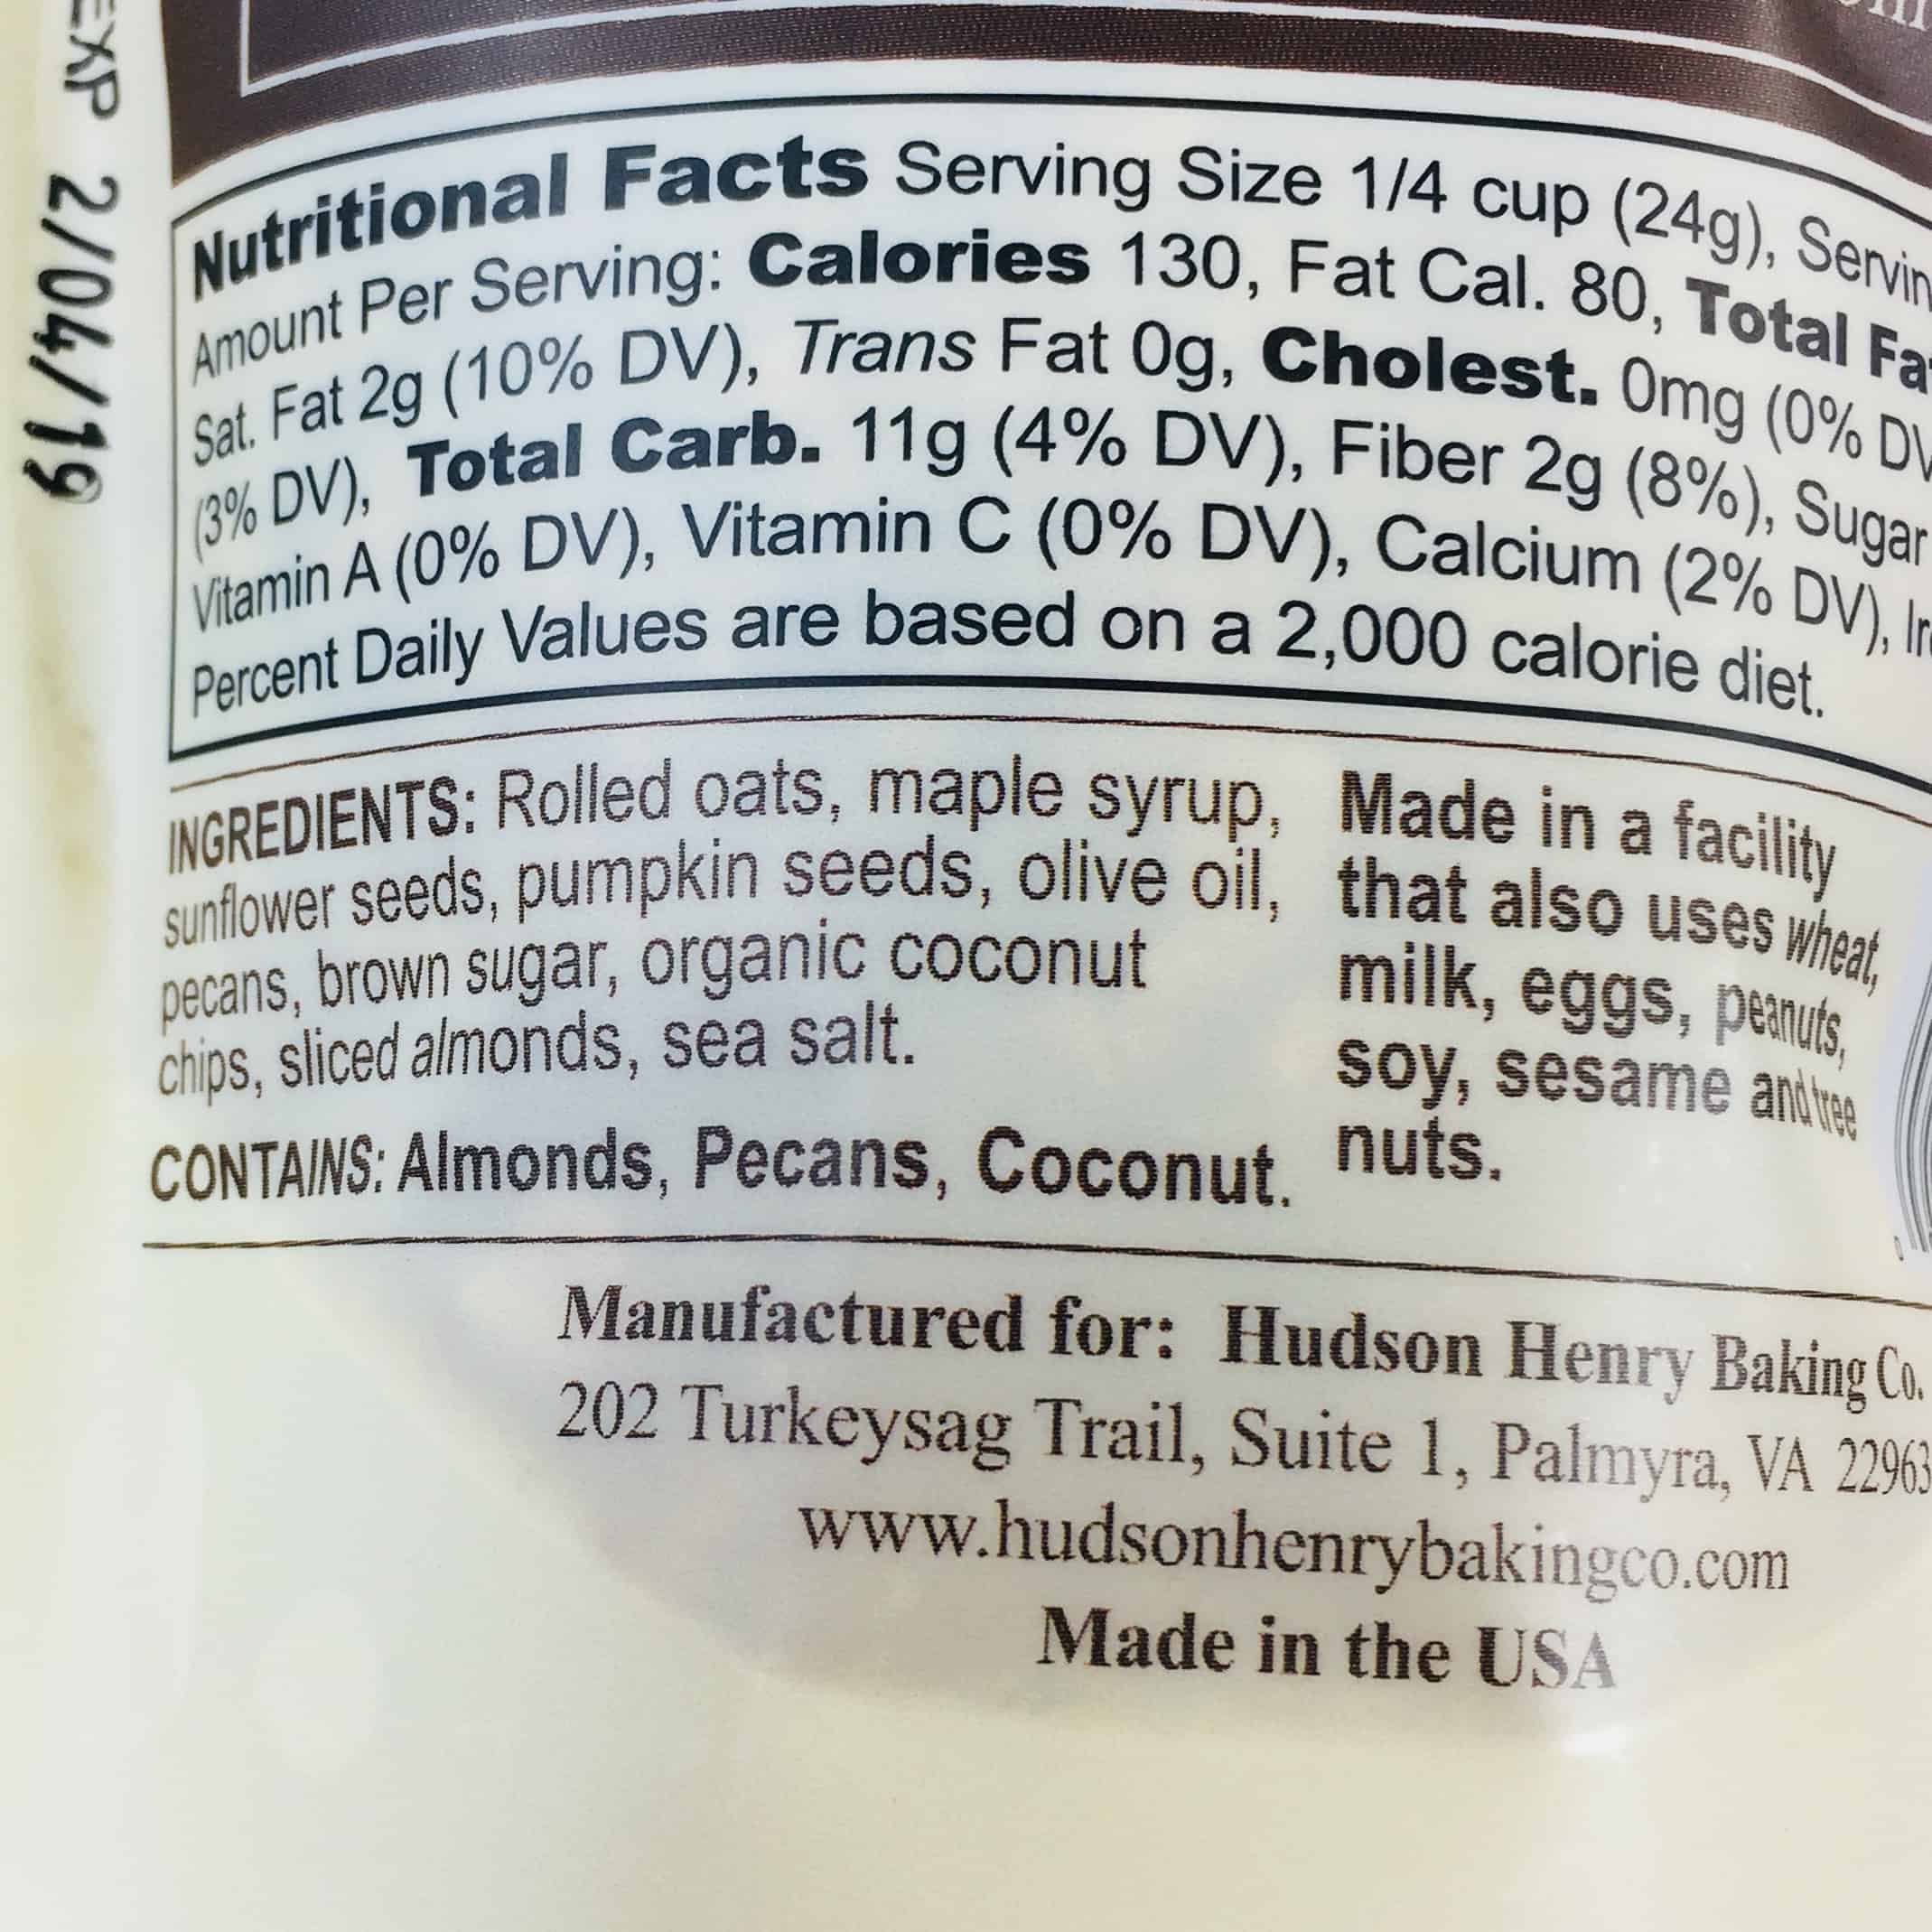 EXP 2/04/19
Nutritional Facts Serving Size 1/4 cup (24g),
Amount Per Serving: Calories 130, Fat Cal. 80, Total
Sat. Fat 2g (10% DV), Trans Fat 0g, Cholest. 0mg (0%
(3% DV), Total Carb. 11g (4% DV), Fiber 2g (8%), Sugar
Vitamin A (0% DV), Vitamin C (0% DV), Calcium (2% DV),
Percent Daily Values are based on a 2,000 calorie diet.
INGREDIENTS: Rolled oats, maple syrup,
sunflower seeds, pumpkin seeds, olive oil,
pecans, brown sugar, organic coconut
chips, sliced almonds, sea salt.
CONTAINS: Almonds, Pecans, Coconut.
Made in a facility
that also uses wheat,
milk, eggs, peanuts,
soy, sesame and tree
nuts.
Manufactured for: Hudson Henry Baking Co.
202 Turkeysag Trail, Suite 1, Palmyra, VA 22963
www.hudsonhenrybakingco.com
Made in the USA